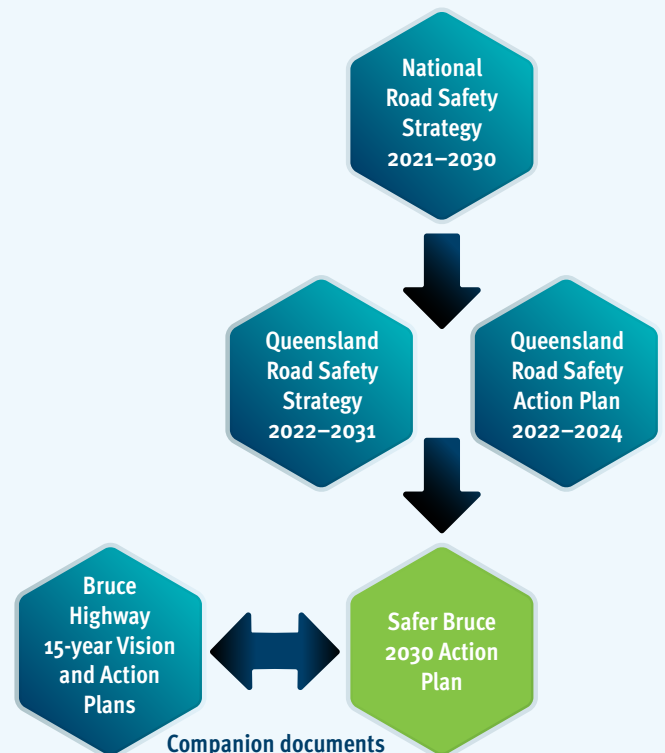 National
Road Safety
Strategy
2021–2030
Queensland
Road Safety
Strategy
2022–2031
Queensland
Road Safety
Action Plan
2022–2024
Bruce
Highway
15-year Vision
and Action
Plans
Safer Bruce
2030 Action
Plan
Companion documents